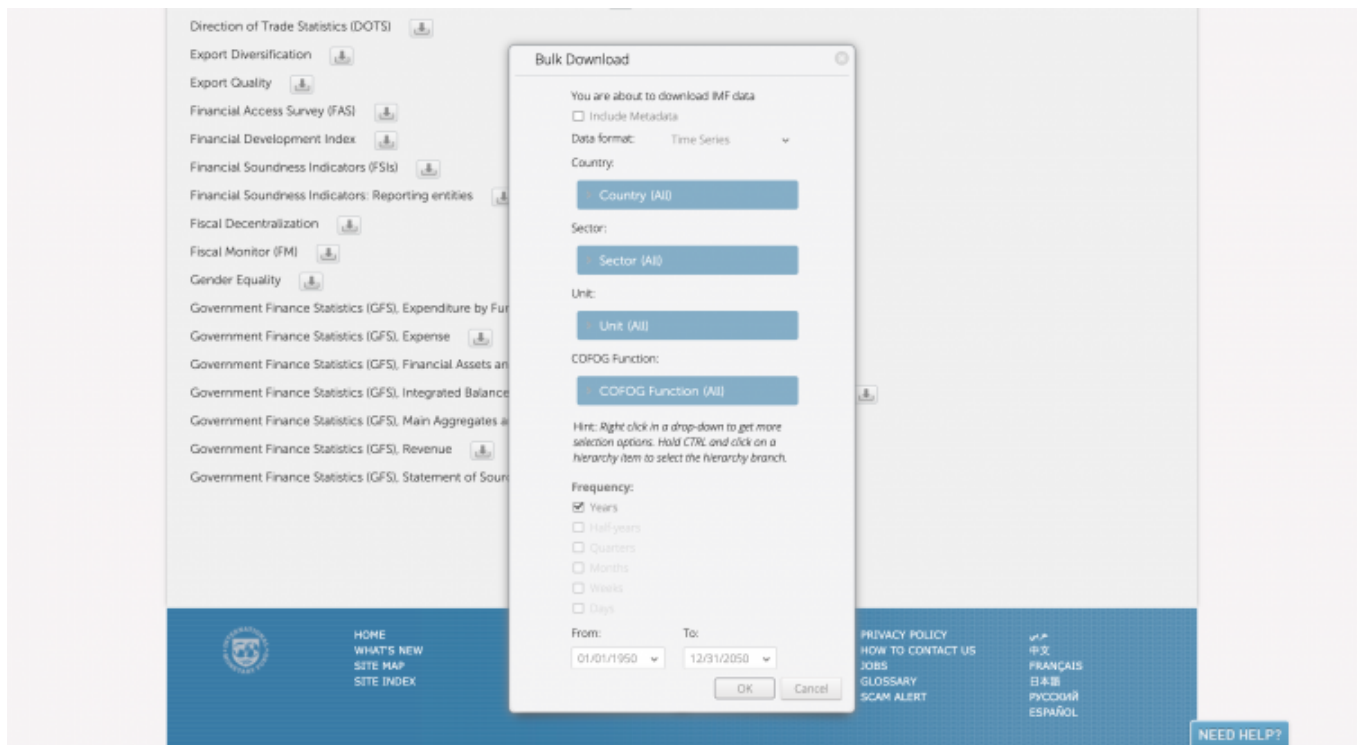 Direction of Trade Statistics (DOTS)
Export Diversification
Export Quality
Financial Access Survey (FAS)
Financial Development Index
Financial Soundness Indicators (FSIs)
Financial Soundness Indicators: Reporting entities
Fiscal Decentralization
Fiscal Monitor (FM)
Gender Equality
Government Finance Statistics (GFS), Expenditure by Fun
Government Finance Statistics (GFS), Expense
Government Finance Statistics (GFS), Financial Assets an
Government Finance Statistics (GFS), Integrated Balance
Government Finance Statistics (GFS), Main Aggregates a
Government Finance Statistics (GFS), Revenue
Government Finance Statistics (GFS), Statement of Sour
Bulk Download
You are about to download IMF data
Include Metadata
Data format: Time Series
Country:
Country (All)
Sector:
Sector (All)
Unit:
Unit (All)
COFOG Function:
COFOG Function (All)
Hint: Right click in a drop-down to get more
selection options. Hold CTRL and click on a
hierarchy item to select the hierarchy branch.
Frequency:
Years
Half-years
Quarters
Months
Weeks
Days
From: To:
01/01/1950 12/31/2050
OK Cancel
HOME
WHAT'S NEW
SITE MAP
SITE INDEX
PRIVACY POLICY
HOW TO CONTACT US
JOBS
GLOSSARY
SCAM ALERT
عربي
中文
FRANÇAIS
日本語
РУССКИЙ
ESPAÑOL
NEED HELP?